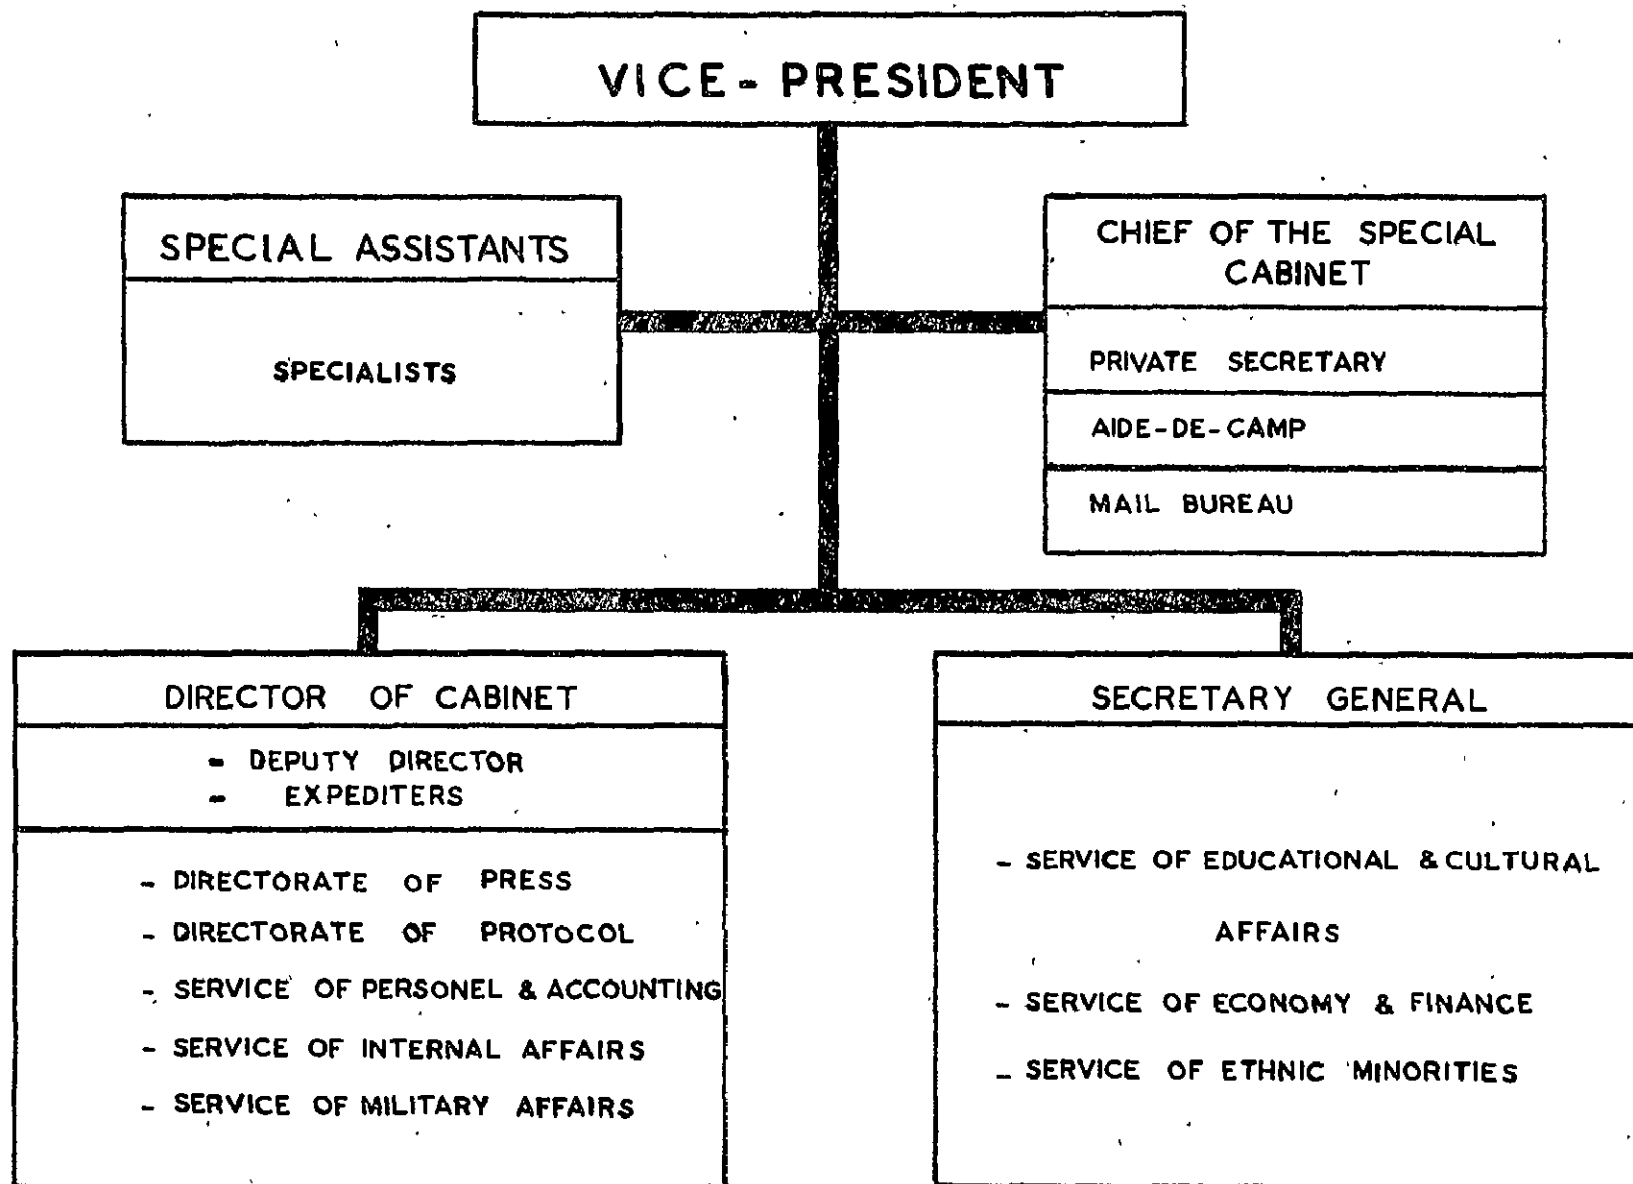 VICE - PRESIDENT
SPECIAL ASSISTANTS
SPECIALISTS
CHIEF OF THE SPECIAL
CABINET
PRIVATE SECRETARY
AIDE-DE-CAMP
MAIL BUREAU
DIRECTOR OF CABINET
- DEPUTY DIRECTOR
- EXPEDITERS
- DIRECTORATE OF PRESS
- DIRECTORATE OF PROTOCOL
- SERVICE OF PERSONEL & ACCOUNTING
- SERVICE OF INTERNAL AFFAIRS
- SERVICE OF MILITARY AFFAIRS
SECRETARY GENERAL
- SERVICE OF EDUCATIONAL & CULTURAL
AFFAIRS
- SERVICE OF ECONOMY & FINANCE
- SERVICE OF ETHNIC MINORITIES